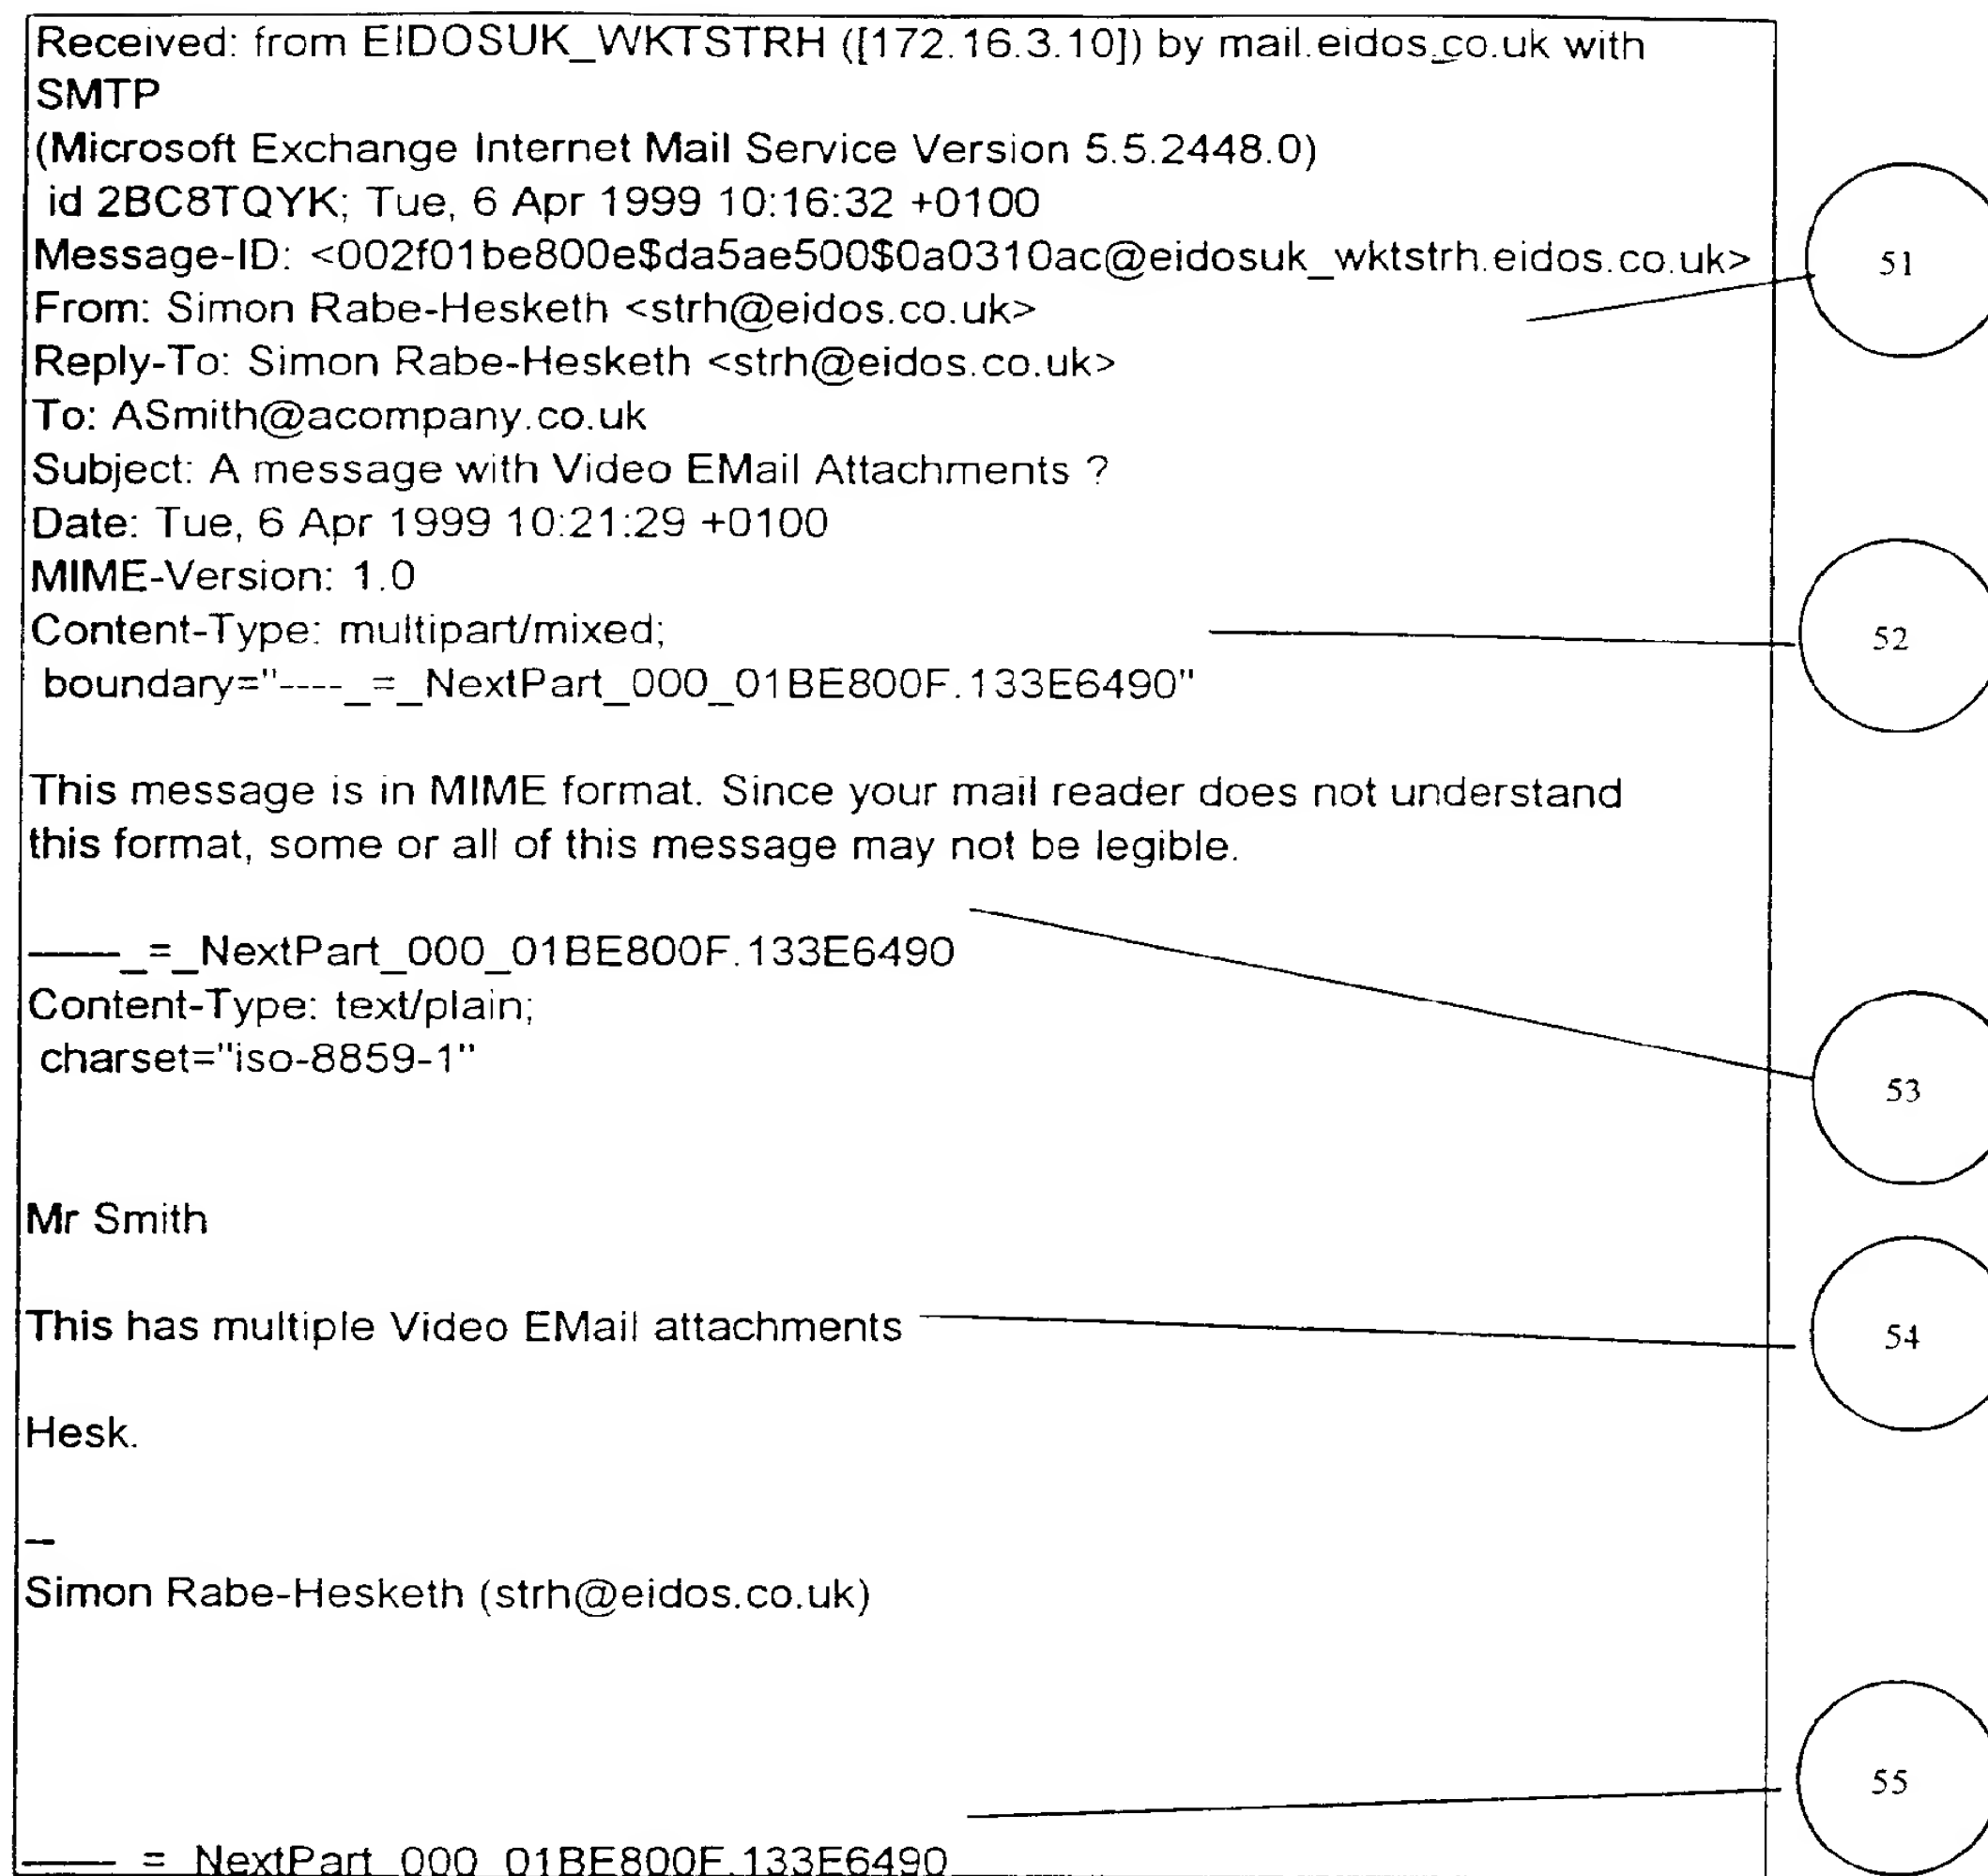 Received: from EIDOSUK_WKTSTRH ([172.16.3.10]) by mail.eidos.co.uk with
SMTP
(Microsoft Exchange Internet Mail Service Version 5.5.2448.0)
id 2BC8TQYK; Tue, 6 Apr 1999 10:16:32 +0100
Message-ID: <002f01be800e$da5ae500$0a0310ac@eidosuk_wktstrh.eidos.co.uk>
51
From: Simon Rabe-Hesketh <strh@eidos.co.uk>
Reply-To: Simon Rabe-Hesketh <strh@eidos.co.uk>
To: ASmith@acompany.co.uk
Subject: A message with Video EMail Attachments ?
Date: Tue, 6 Apr 1999 10:21:29 +0100
MIME-Version: 1.0
Content-Type: multipart/mixed;
52
boundary="----_=_NextPart_000_01BE800F.133E6490"
This message is in MIME format. Since your mail reader does not understand
this format, some or all of this message may not be legible.
------_=_NextPart_000_01BE800F.133E6490
Content-Type: text/plain;
charset="iso-8859-1"
53
Mr Smith
This has multiple Video EMail attachments
54
Hesk.
--
Simon Rabe-Hesketh (strh@eidos.co.uk)
55
------_=_NextPart_000_01BE800F.133E6490